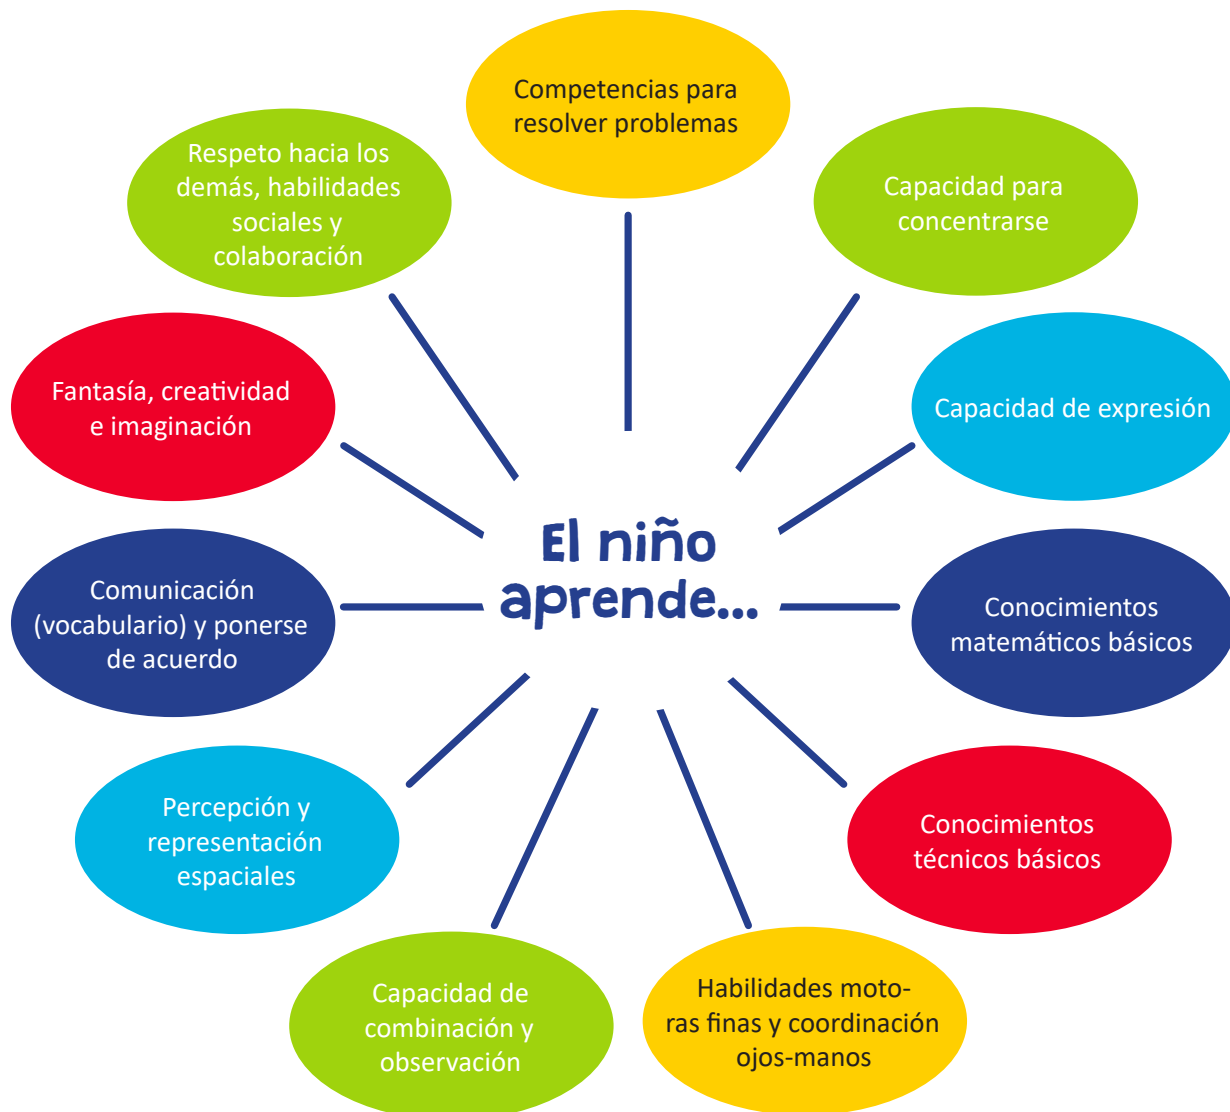 Competencias para
resolver problemas
Respeto hacia los
demás, habilidades
sociales y
colaboración
Capacidad para
concentrarse
Fantasía, creatividad
e imaginación
Capacidad de expresión
El niño
aprende...
Comunicación
(vocabulario) y ponerse
de acuerdo
Conocimientos
matemáticos básicos
Percepción y
representación
espaciales
Conocimientos
técnicos básicos
Capacidad de
combinación y
observación
Habilidades moto-
ras finas y coordinación
ojos-manos